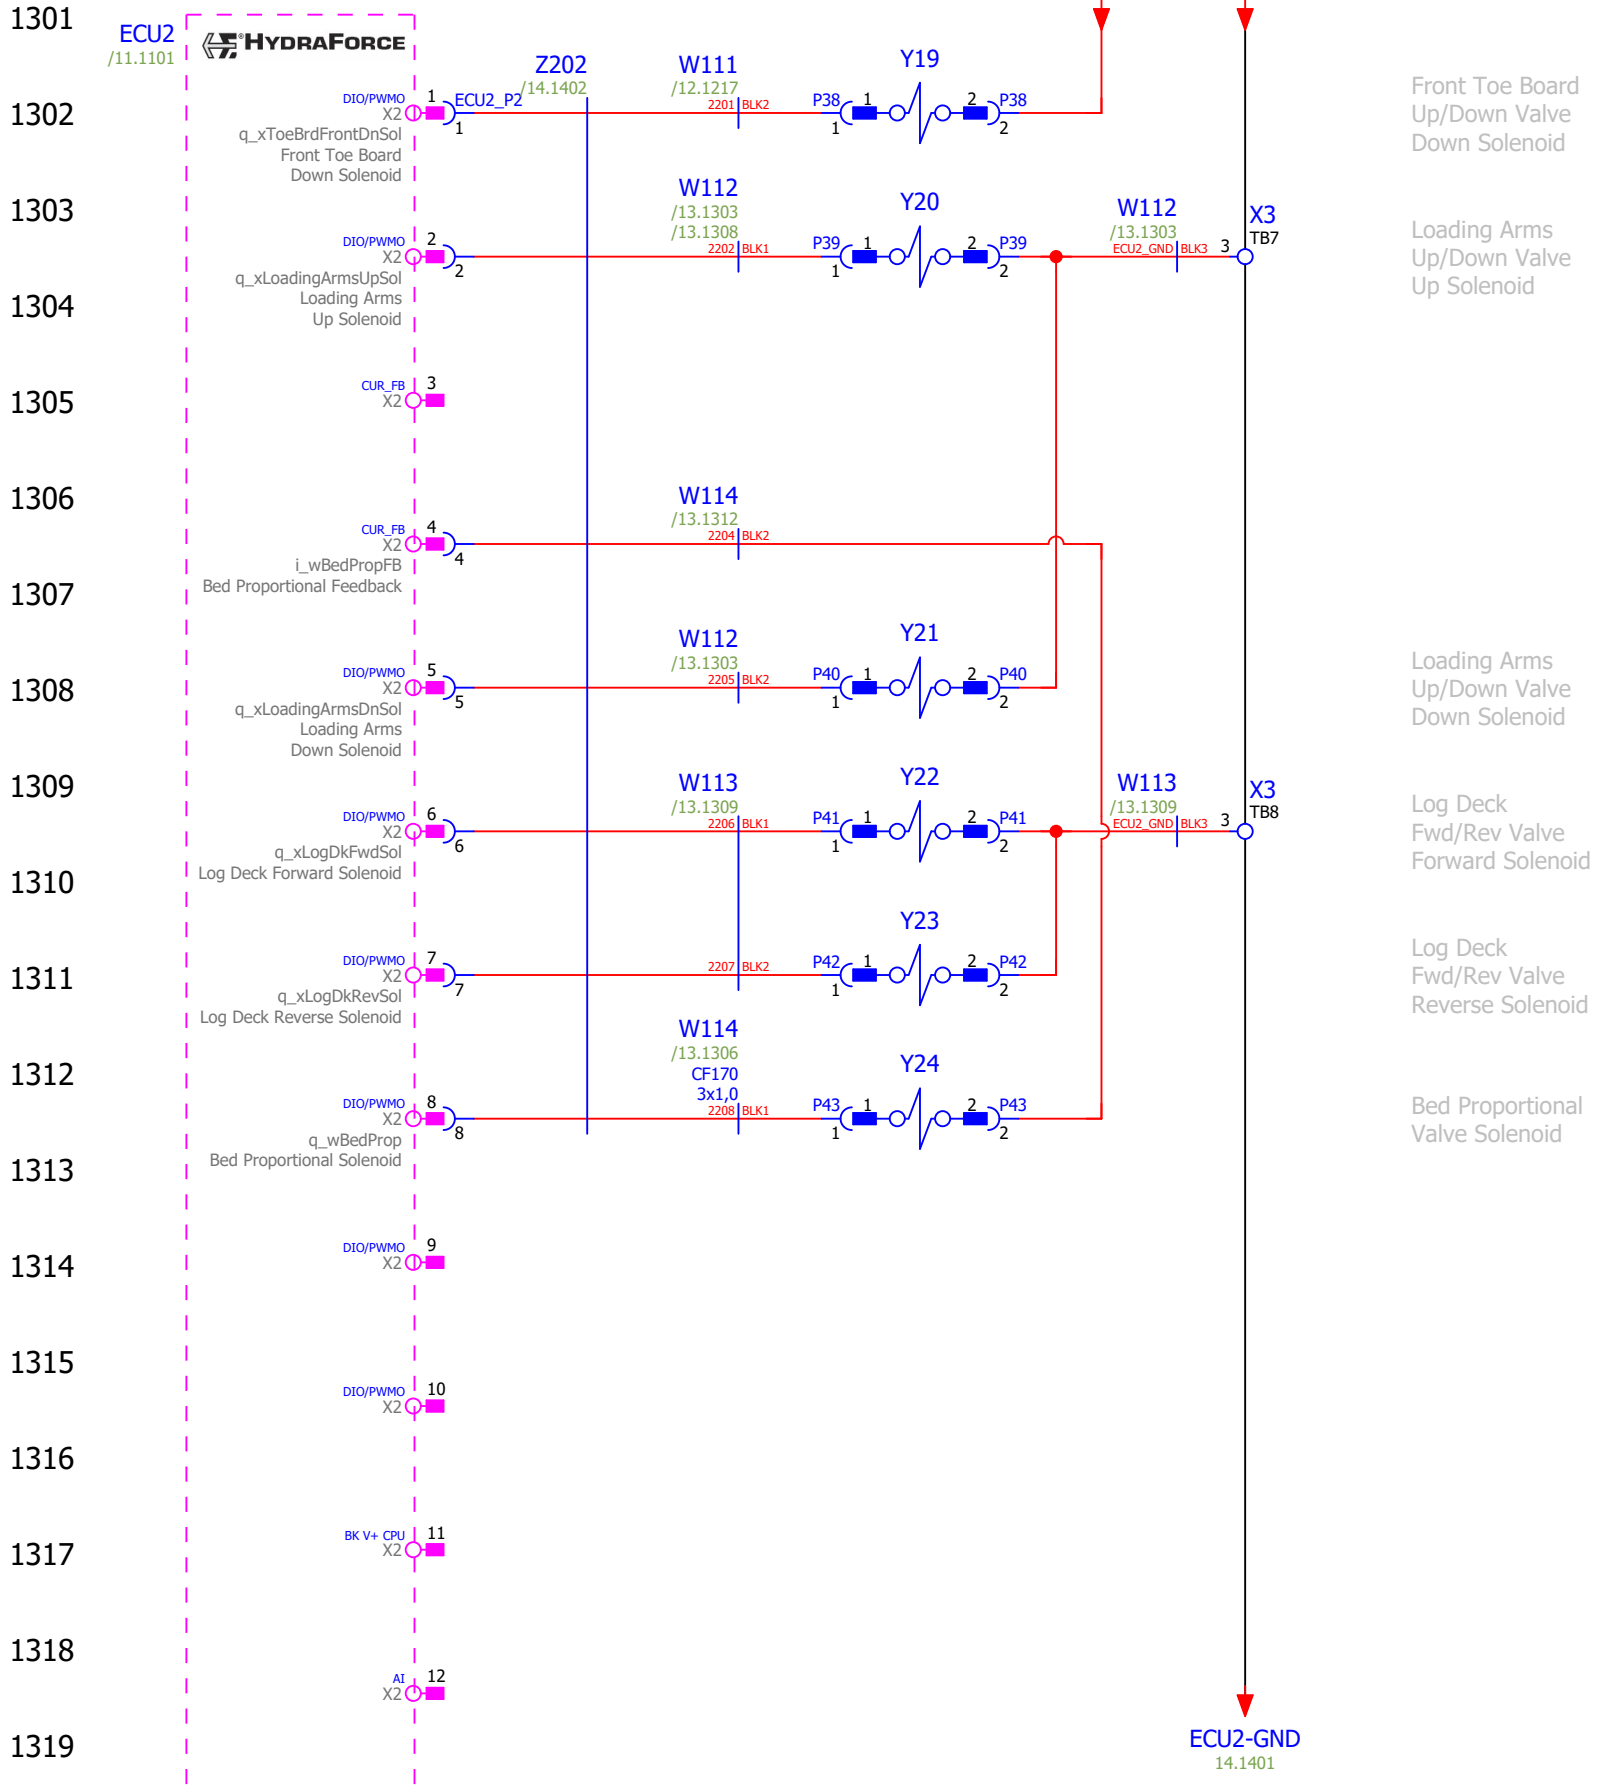 1301
ECU2
/11.1101
HYDRAFORCE
Z202
/14.1402
W111
/12.1217
Y19
Front Toe Board
Up/Down Valve
Down Solenoid
1302
DIO/PWMO
X2
1
ECU2_P2
1
2201 BLK2
P38 1
1
2 P38
2
q_xToeBrdFrontDnSol
Front Toe Board
Down Solenoid
1303
W112
/13.1303
/13.1308
Y20
W112
/13.1303
X3
TB7
Loading Arms
Up/Down Valve
Up Solenoid
DIO/PWMO
X2
2
2
2202 BLK1
P39 1
1
2 P39
2
ECU2_GND BLK3
3
q_xLoadingArmsUpSol
Loading Arms
Up Solenoid
1304
1305
CUR_FB
X2
3
1306
W114
/13.1312
CUR_FB
X2
4
4
2204 BLK2
i_wBedPropFB
Bed Proportional Feedback
1307
W112
/13.1303
Y21
Loading Arms
Up/Down Valve
Down Solenoid
1308
DIO/PWMO
X2
5
5
2205 BLK2
P40 1
1
2 P40
2
q_xLoadingArmsDnSol
Loading Arms
Down Solenoid
1309
W113
/13.1309
Y22
W113
/13.1309
X3
TB8
Log Deck
Fwd/Rev Valve
Forward Solenoid
DIO/PWMO
X2
6
6
2206 BLK1
P41 1
1
2 P41
2
ECU2_GND BLK3
3
q_xLogDkFwdSol
Log Deck Forward Solenoid
1310
Y23
Log Deck
Fwd/Rev Valve
Reverse Solenoid
1311
DIO/PWMO
X2
7
7
2207 BLK2
P42 1
1
2 P42
2
q_xLogDkRevSol
Log Deck Reverse Solenoid
1312
W114
/13.1306
CF170
3x1,0
Y24
Bed Proportional
Valve Solenoid
DIO/PWMO
X2
8
8
2208 BLK1
P43 1
1
2 P43
2
q_wBedProp
Bed Proportional Solenoid
1313
1314
DIO/PWMO
X2
9
1315
DIO/PWMO
X2
10
1316
1317
BK V+ CPU
X2
11
1318
AI
X2
12
1319
ECU2-GND
14.1401